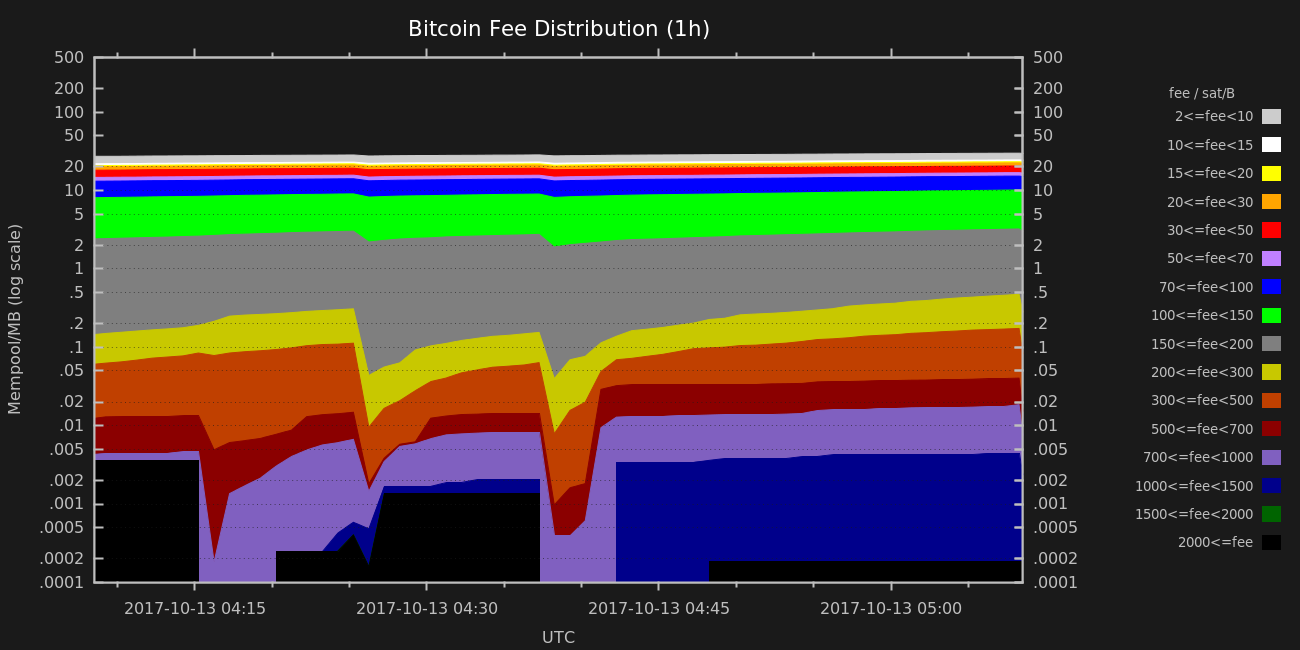 Bitcoin Fee Distribution (1h)
500 500
200 200
100 100
50 50
20 20
10 10
5 5
2 2
1 1
.5 .5
.2 .2
.1 .1
.05 .05
.02 .02
.01 .01
.005 .005
.002 .002
.001 .001
.0005 .0005
.0002 .0002
.0001 .0001
Mempool/MB (log scale)
2017-10-13 04:15 2017-10-13 04:30 2017-10-13 04:45 2017-10-13 05:00
UTC
fee / sat/B
2<=fee<10
10<=fee<15
15<=fee<20
20<=fee<30
30<=fee<50
50<=fee<70
70<=fee<100
100<=fee<150
150<=fee<200
200<=fee<300
300<=fee<500
500<=fee<700
700<=fee<1000
1000<=fee<1500
1500<=fee<2000
2000<=fee